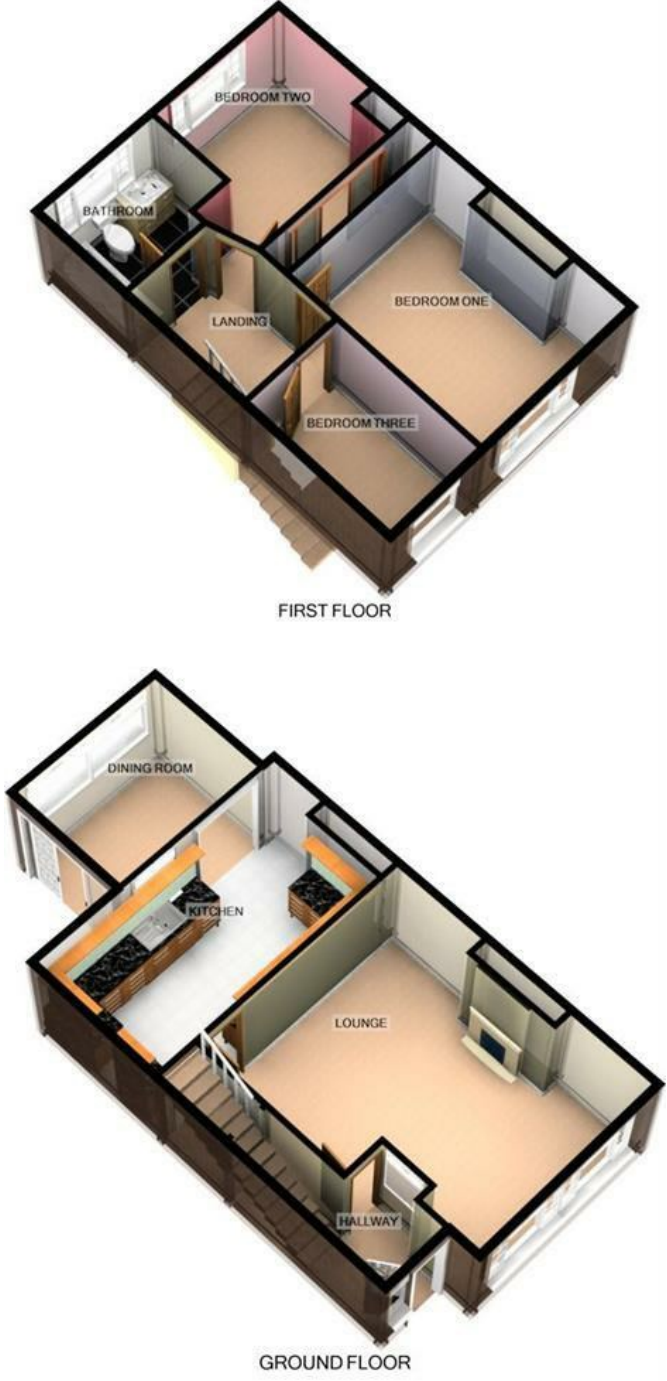 BEDROOM TWO
BATHROOM
BEDROOM ONE
LANDING
BEDROOM THREE
FIRST FLOOR
DINING ROOM
KITCHEN
LOUNGE
HALLWAY
GROUND FLOOR